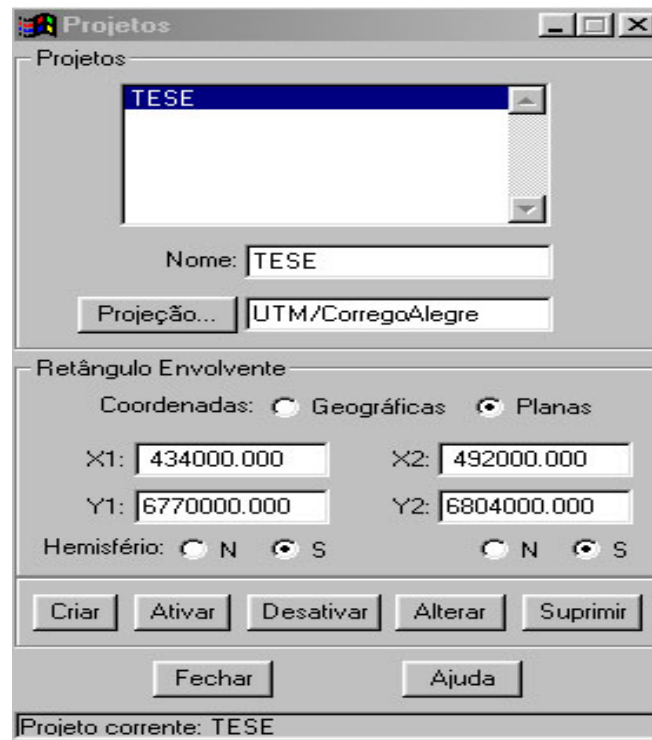 Projetos
Projetos
TESE
Nome: TESE
Projeção... UTM/CorregoAlegre
Retângulo Envolvente
Coordenadas: Geográficas Planas
X1: 434000.000 X2: 492000.000
Y1: 6770000.000 Y2: 6804000.000
Hemisfério: N S N S
Criar Ativar Desativar Alterar Suprimir
Fechar Ajuda
Projeto corrente: TESE